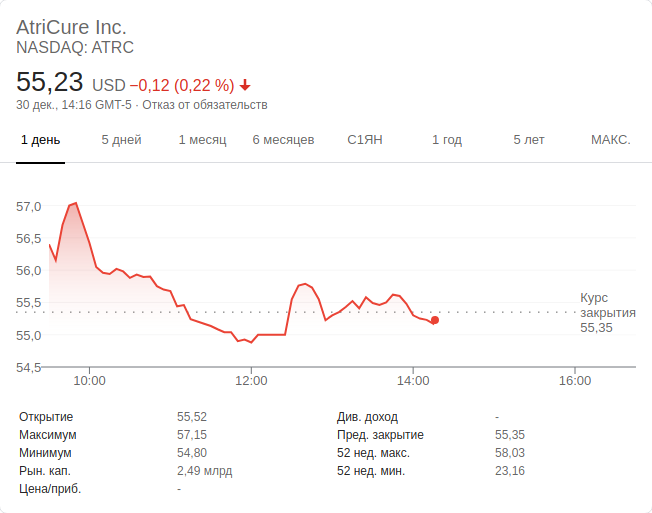 AtriCure Inc.
NASDAQ: ATRC
55,23 USD −0,12 (0,22 %)
30 дек., 14:16 GMT-5 · Отказ от обязательств
1 день 5 дней 1 месяц 6 месяцев С1ЯН 1 год 5 лет МАКС.
57,0
56,5
56,0
55,5
55,0
54,5
Курс
закрытия
55,35
10:00 12:00 14:00 16:00
Открытие 55,52 Див. доход -
Максимум 57,15 Пред. закрытие 55,35
Минимум 54,80 52 нед. макс. 58,03
Рын. кап. 2,49 млрд 52 нед. мин. 23,16
Цена/приб. -